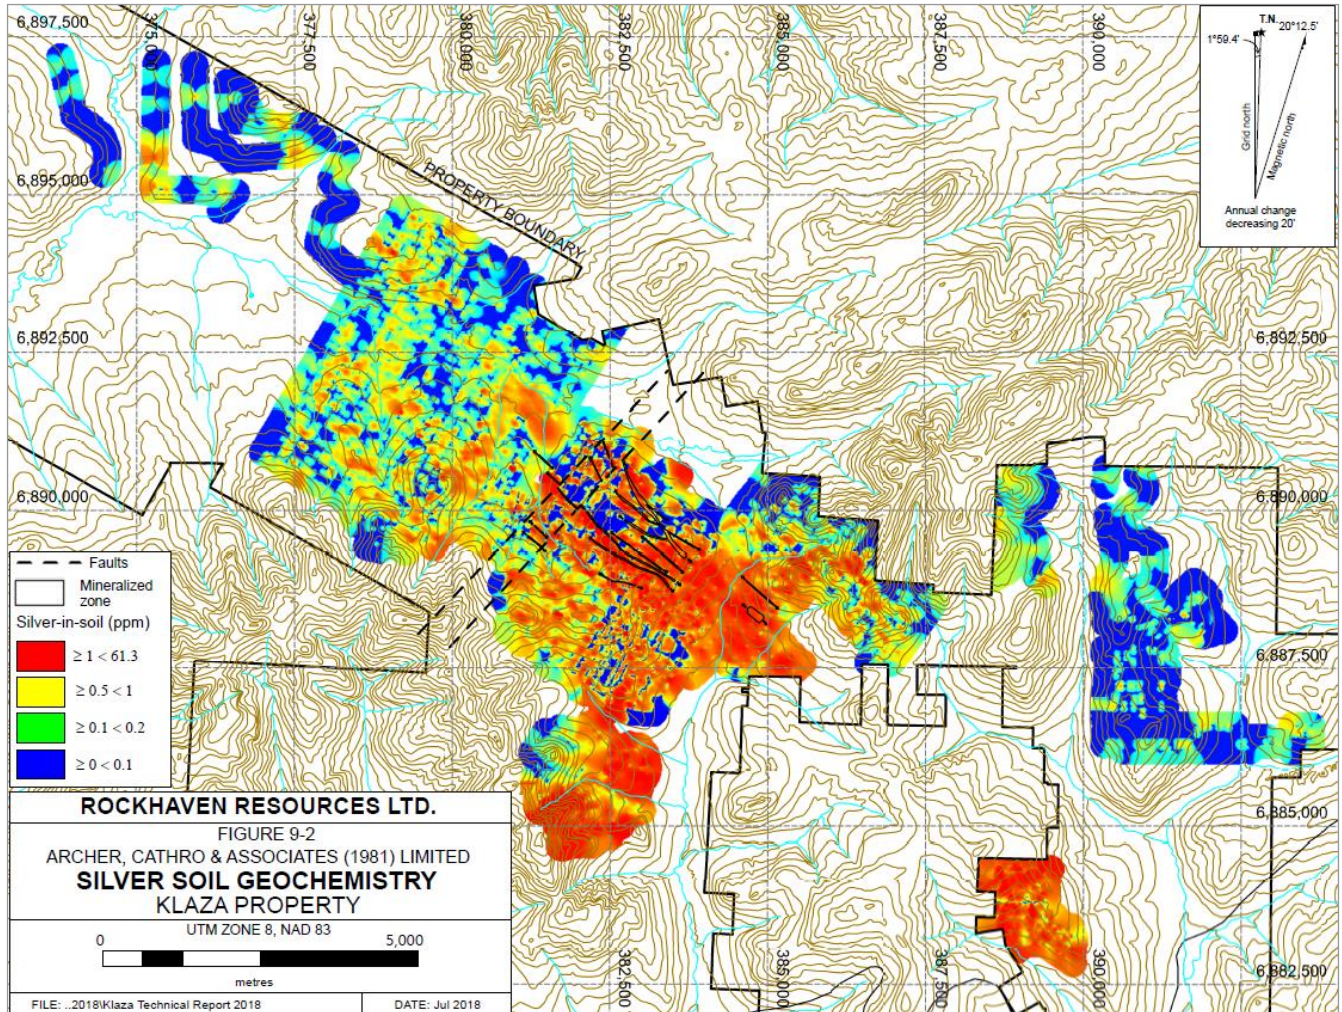 6,897,500
375,000
377,500
380,000
382,500
385,000
387,500
390,000
T.N.
1°59.4'
20°12.5'
Grid north
Magnetic north
Annual change
decreasing 20'
6,895,000
PROPERTY BOUNDARY
6,892,500
6,892,500
6,890,000
6,890,000
Faults
Mineralized
zone
Silver-in-soil (ppm)
≥ 1 < 61.3
≥ 0.5 < 1
≥ 0.1 < 0.2
≥ 0 < 0.1
6,887,500
6,885,000
6,882,500
ROCKHAVEN RESOURCES LTD.
FIGURE 9-2
ARCHER, CATHRO & ASSOCIATES (1981) LIMITED
SILVER SOIL GEOCHEMISTRY
KLAZA PROPERTY
UTM ZONE 8, NAD 83
0 5,000
metres
FILE: ..2018\Klaza Technical Report 2018
DATE: Jul 2018
382,500
385,000
387,500
390,000